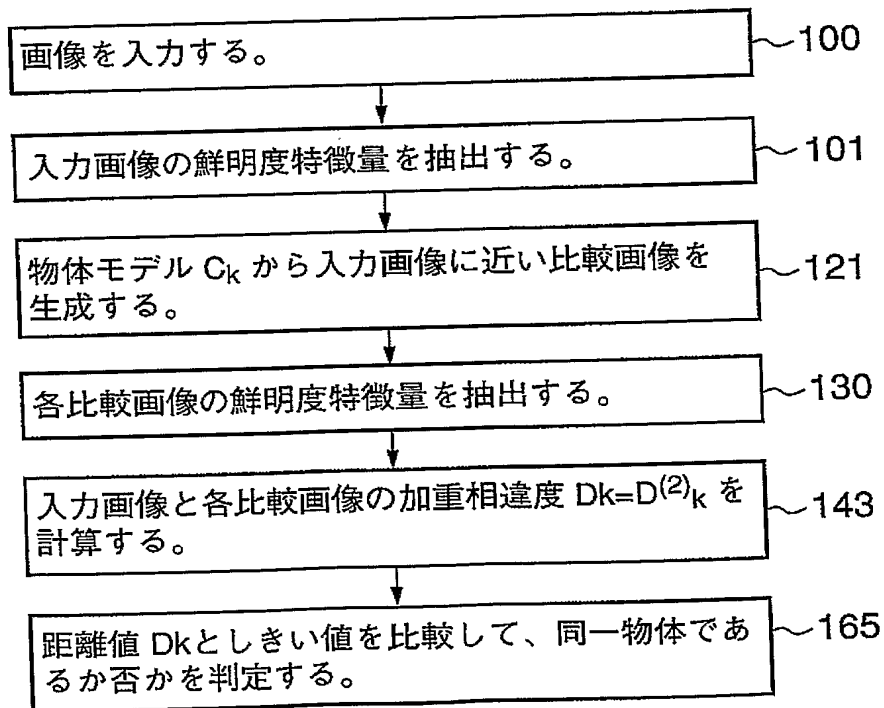 画像を入力する。
100
入力画像の鮮明度特徴量を抽出する。
101
物体モデル Ck から入力画像に近い比較画像を
生成する。
121
各比較画像の鮮明度特徴量を抽出する。
130
入力画像と各比較画像の加重相違度 Dk=D(2)k を
計算する。
143
距離値 Dkとしきい値を比較して、同一物体であ
るか否かを判定する。
165